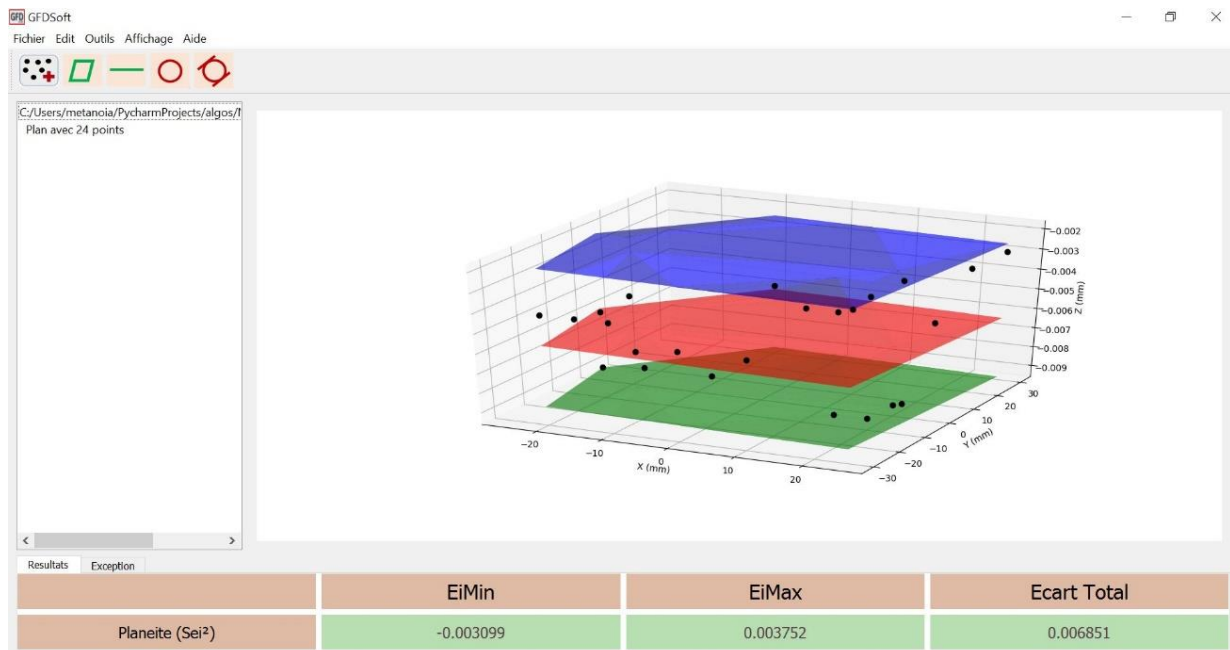 GFD GFDSoft
Fichier Edit Outils Affichage Aide
C:/Users/metanoia/PycharmProjects/algos/
Plan avec 24 points
−0.002
−0.003
−0.004
−0.005
−0.006
−0.007
−0.008
−0.009
Z (mm)
30
20
10
0
−10
−20
−30
Y (mm)
−20
−10
0
10
20
X (mm)
Resultats Exception
EiMin EiMax Ecart Total
Planeite (Sei²) -0.003099 0.003752 0.006851